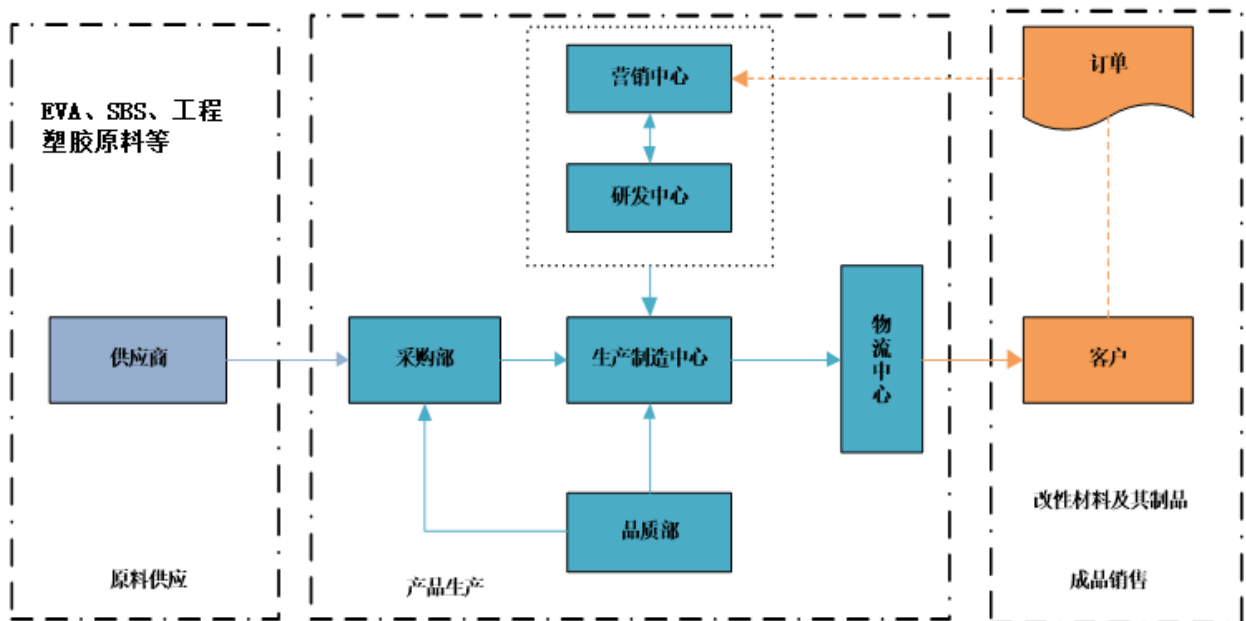 EVA、SBS、工程
塑胶原料等
供应商
原料供应
营销中心
研发中心
采购部
生产制造中心
物流中心
品质部
产品生产
订单
客户
改性材料及其制品
成品销售